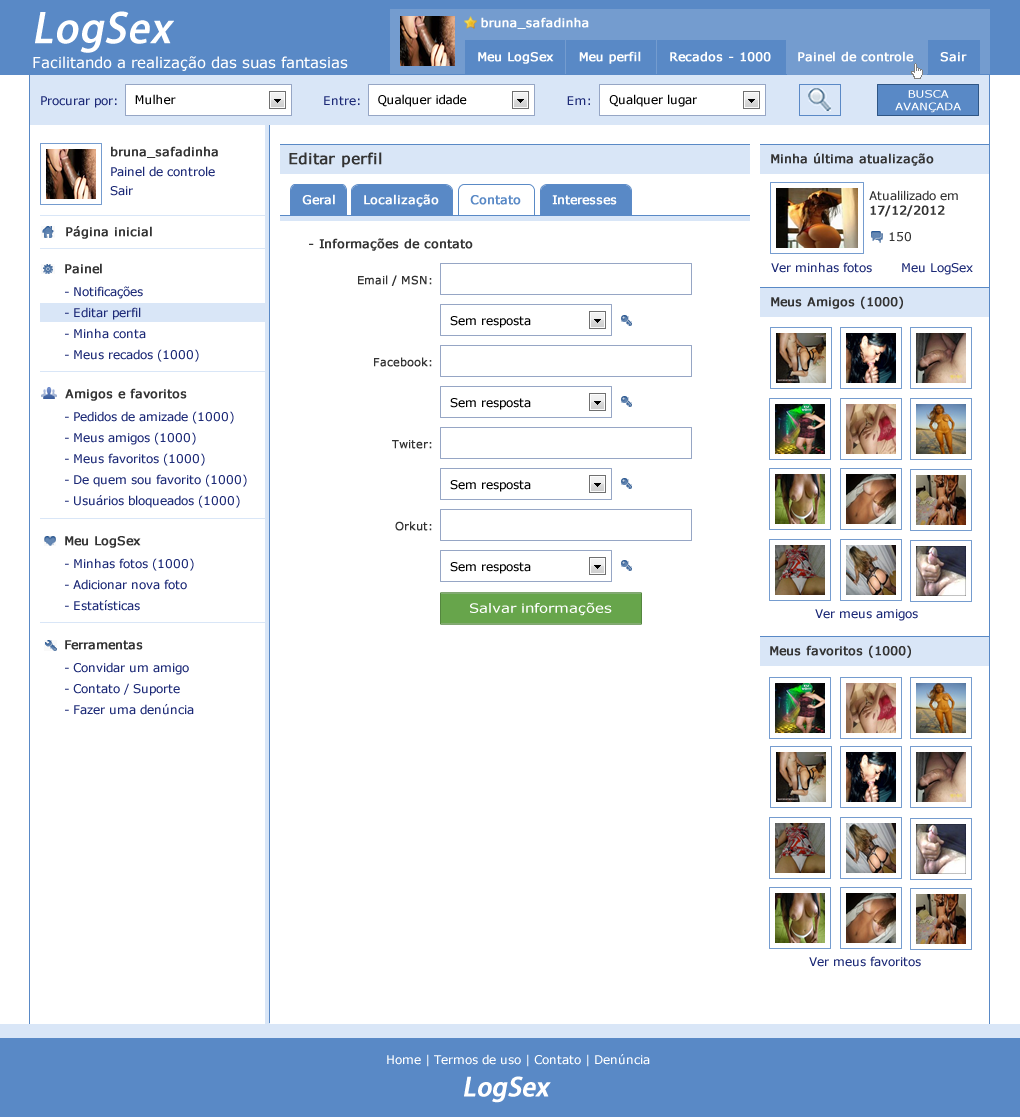 LogSex
Facilitando a realização das suas fantasias
bruna_safadinha
Meu LogSex
Meu perfil
Recados - 1000
Painel de controle
Sair
Procurar por:
Mulher
Entre:
Qualquer idade
Em:
Qualquer lugar
BUSCA
AVANÇADA
bruna_safadinha
Painel de controle
Sair
Página inicial
Painel
- Notificações
- Editar perfil
- Minha conta
- Meus recados (1000)
Amigos e favoritos
- Pedidos de amizade (1000)
- Meus amigos (1000)
- Meus favoritos (1000)
- De quem sou favorito (1000)
- Usuários bloqueados (1000)
Meu LogSex
- Minhas fotos (1000)
- Adicionar nova foto
- Estatísticas
Ferramentas
- Convidar um amigo
- Contato / Suporte
- Fazer uma denúncia
Editar perfil
Geral
Localização
Contato
Interesses
- Informações de contato
Email / MSN:
Sem resposta
Facebook:
Sem resposta
Twiter:
Sem resposta
Orkut:
Sem resposta
Salvar informações
Minha última atualização
Atualilizado em
17/12/2012
150
Ver minhas fotos
Meu LogSex
Meus Amigos (1000)
Ver meus amigos
Meus favoritos (1000)
Ver meus favoritos
Home | Termos de uso | Contato | Denúncia
LogSex